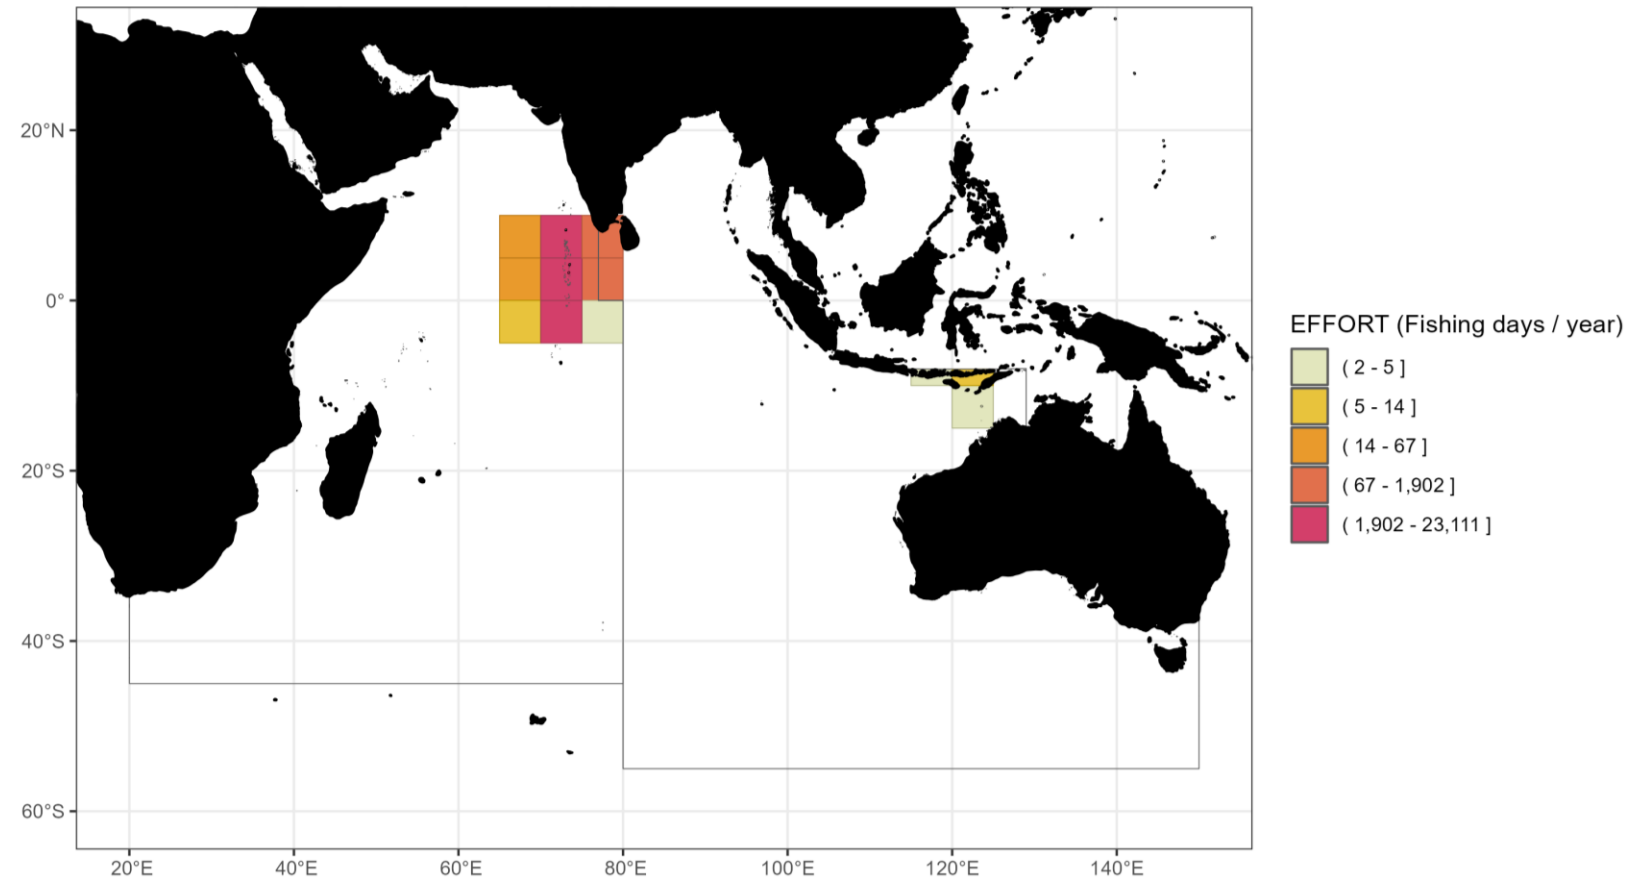 20°N
0°
20°S
40°S
60°S
20°E
40°E
60°E
80°E
100°E
120°E
140°E
EFFORT (Fishing days / year)
( 2 - 5 ]
( 5 - 14 ]
( 14 - 67 ]
( 67 - 1,902 ]
( 1,902 - 23,111 ]